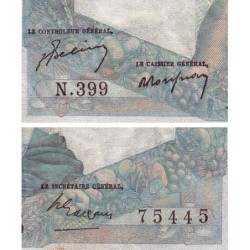 LE CONTROLEUR GÉNÉRAL,
LE CAISSIER GÉNÉRAL,
N.399
LE SECRÉTAIRE GÉNÉRAL,
75445